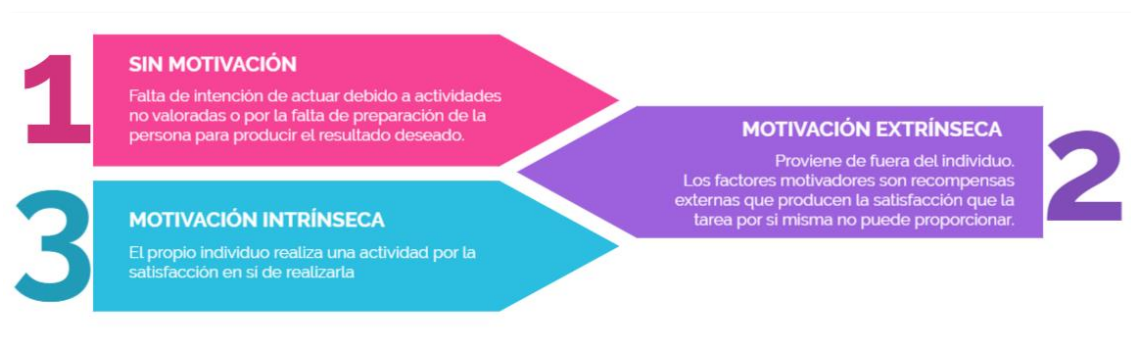 1
SIN MOTIVACIÓN
Falta de intención de actuar debido a actividades
no valoradas o por la falta de preparación de la
persona para producir el resultado deseado.
2
MOTIVACIÓN EXTRÍNSECA
Proviene de fuera del individuo.
Los factores motivadores son recompensas
externas que producen la satisfacción que la
tarea por si misma no puede proporcionar.
3
MOTIVACIÓN INTRÍNSECA
El propio individuo realiza una actividad por la
satisfacción en sí de realizarla